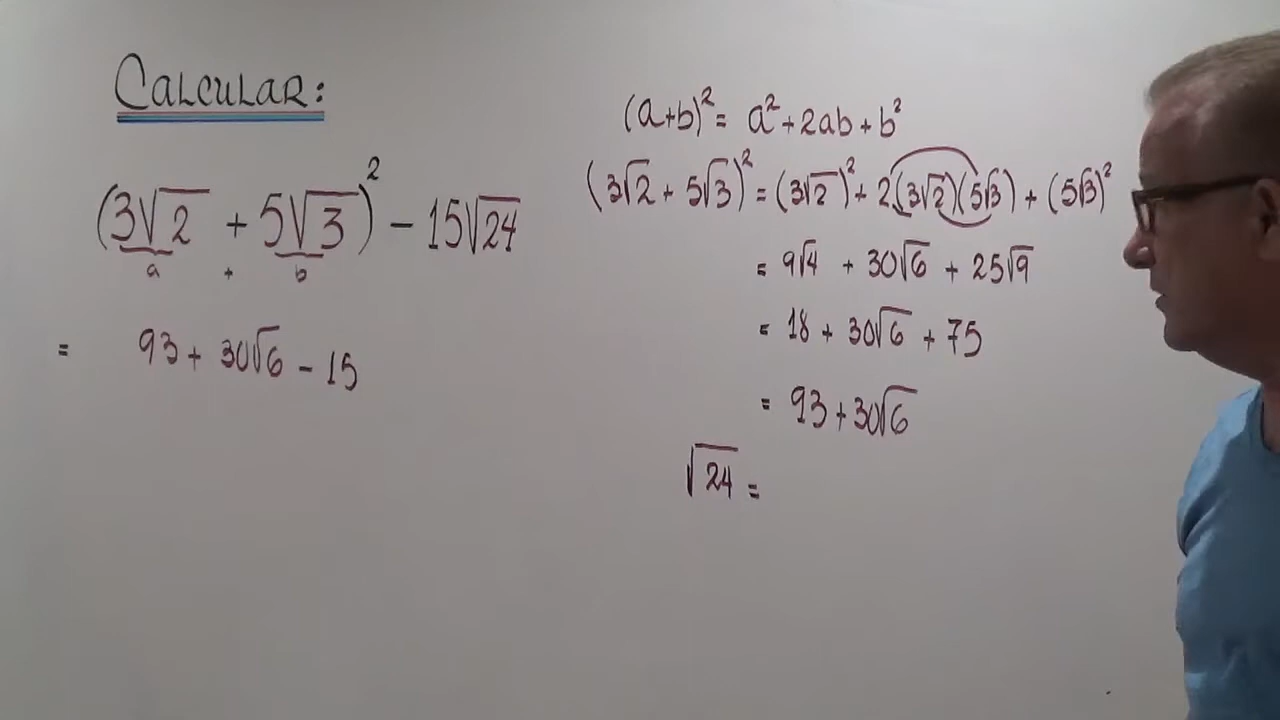 CALCULAR:
(3√2 + 5√3)² - 15√24
a + b
= 93 + 30√6 - 15
(a+b)² = a² + 2ab + b²
(3√2 + 5√3)² = (3√2)² + 2(3√2)(5√3) + (5√3)²
= 9√4 + 30√6 + 25√9
= 18 + 30√6 + 75
= 93 + 30√6
√24 =